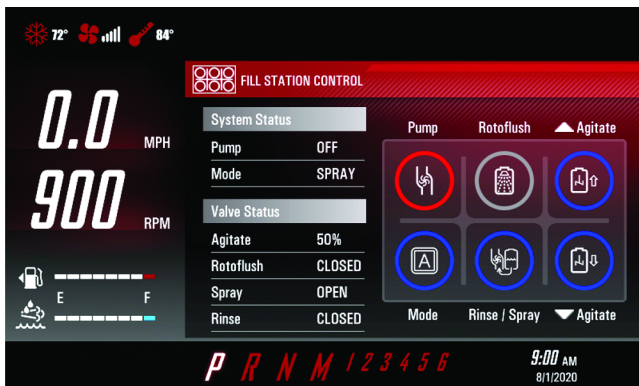 72° 84°
FILL STATION CONTROL
0.0 MPH
900 RPM
E F
System Status
Pump OFF
Mode SPRAY
Valve Status
Agitate 50%
Rotoflush CLOSED
Spray OPEN
Rinse CLOSED
Pump Rotoflush Agitate
A
Mode Rinse / Spray Agitate
P R N M 1 2 3 4 5 6
9:00 AM
8/1/2020